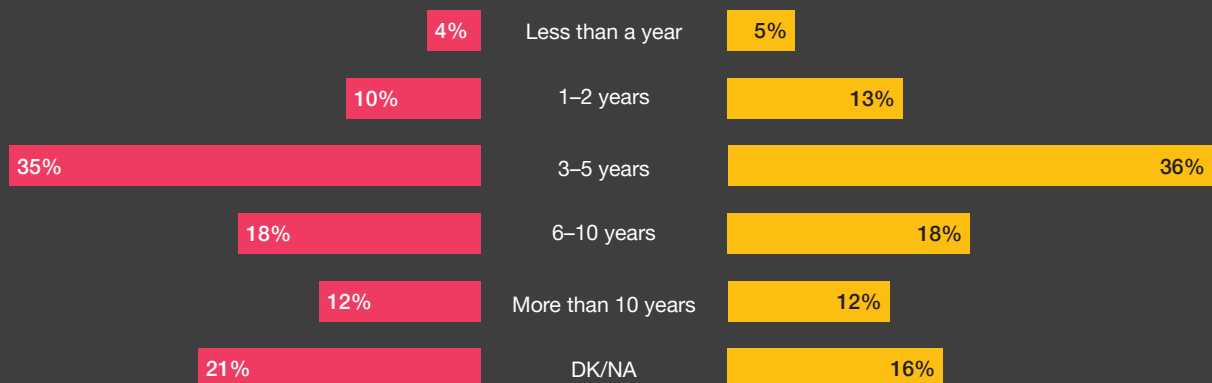 4% Less than a year 5%
10% 1–2 years 13%
35% 3–5 years 36%
18% 6–10 years 18%
12% More than 10 years 12%
21% DK/NA 16%